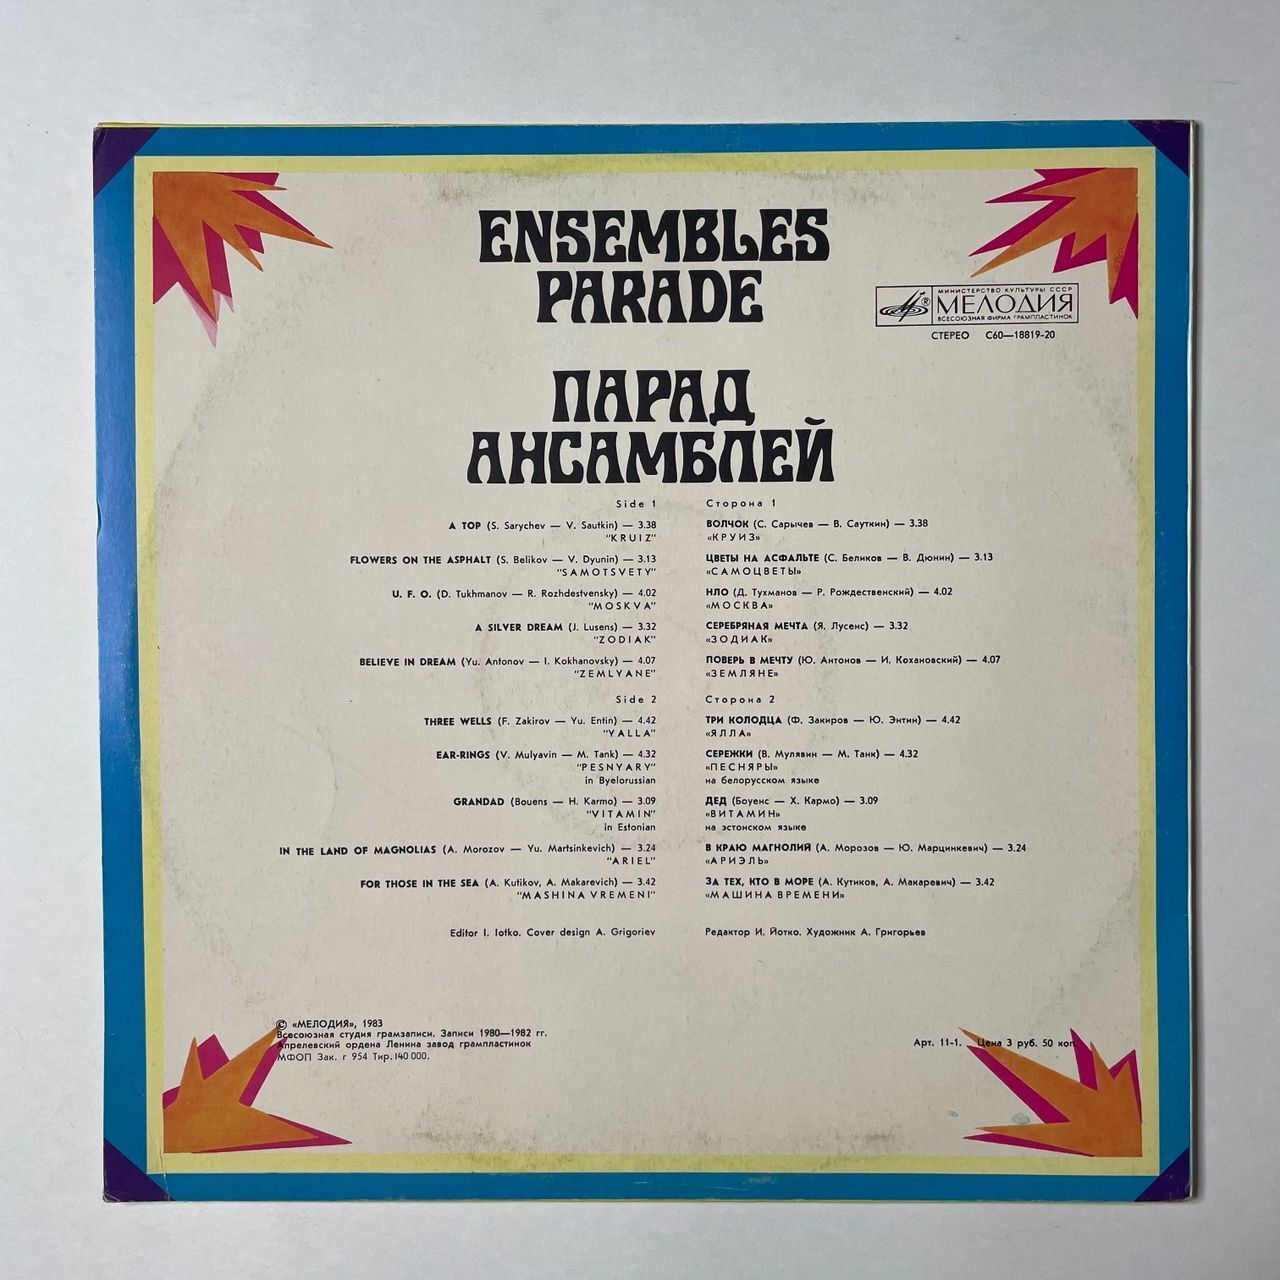 ENSEMBLES
PARADE
МИНИСТЕРСТВО КУЛЬТУРЫ СССР
® МЕЛОДИЯ
ВСЕСОЮЗНАЯ ФИРМА ГРАМПЛАСТИНОК
СТЕРЕО С60—18819-20
ПАРАД
АНСАМБЛЕЙ
Side 1
A TOP (S. Sarychev — V. Sautkin) — 3.38
"KRUIZ"
FLOWERS ON THE ASPHALT (S. Belikov — V. Dyunin) — 3.13
"SAMOTSVETY"
U. F. O. (D. Tukhmanov — R. Rozhdestvensky) — 4.02
"MOSKVA"
A SILVER DREAM (J. Lusens) — 3.32
"ZODIAK"
BELIEVE IN DREAM (Yu. Antonov — I. Kokhanovsky) — 4.07
"ZEMLYANE"
Side 2
THREE WELLS (F. Zakirov — Yu. Entin) — 4.42
"YALLA"
EAR-RINGS (V. Mulyavin — M. Tank) — 4.32
"PESNYARY"
in Byelorussian
GRANDAD (Bouens — H. Karmo) — 3.09
"VITAMIN"
in Estonian
IN THE LAND OF MAGNOLIAS (A. Morozov — Yu. Martsinkevich) — 3.24
"ARIEL"
FOR THOSE IN THE SEA (A. Kutikov, A. Makarevich) — 3.42
"MASHINA VREMENI"
Editor I. Iotko. Cover design A. Grigoriev
Сторона 1
ВОЛЧОК (С. Сарычев — В. Сауткин) — 3.38
«КРУИЗ»
ЦВЕТЫ НА АСФАЛЬТЕ (С. Беликов — В. Дюнин) — 3.13
«САМОЦВЕТЫ»
НЛО (Д. Тухманов — Р. Рождественский) — 4.02
«МОСКВА»
СЕРЕБРЯНАЯ МЕЧТА (Я. Лусенс) — 3.32
«ЗОДИАК»
ПОВЕРЬ В МЕЧТУ (Ю. Антонов — И. Кохановский) — 4.07
«ЗЕМЛЯНЕ»
Сторона 2
ТРИ КОЛОДЦА (Ф. Закиров — Ю. Энтин) — 4.42
«ЯЛЛА»
СЕРЕЖКИ (В. Мулявин — М. Танк) — 4.32
«ПЕСНЯРЫ»
на белорусском языке
ДЕД (Боуенс — Х. Кармо) — 3.09
«ВИТАМИН»
на эстонском языке
В КРАЮ МАГНОЛИЙ (А. Морозов — Ю. Марцинкевич) — 3.24
«АРИЭЛЬ»
ЗА ТЕХ, КТО В МОРЕ (А. Кутиков, А. Макаревич) — 3.42
«МАШИНА ВРЕМЕНИ»
Редактор И. Йотко. Художник А. Григорьев
© «МЕЛОДИЯ», 1983
Всесоюзная студия грамзаписи. Записи 1980—1982 гг.
Апрелевский ордена Ленина завод грампластинок
МФОП Зак. г 954 Тир. 140 000.
Арт. 11-1. Цена 3 руб. 50 коп.